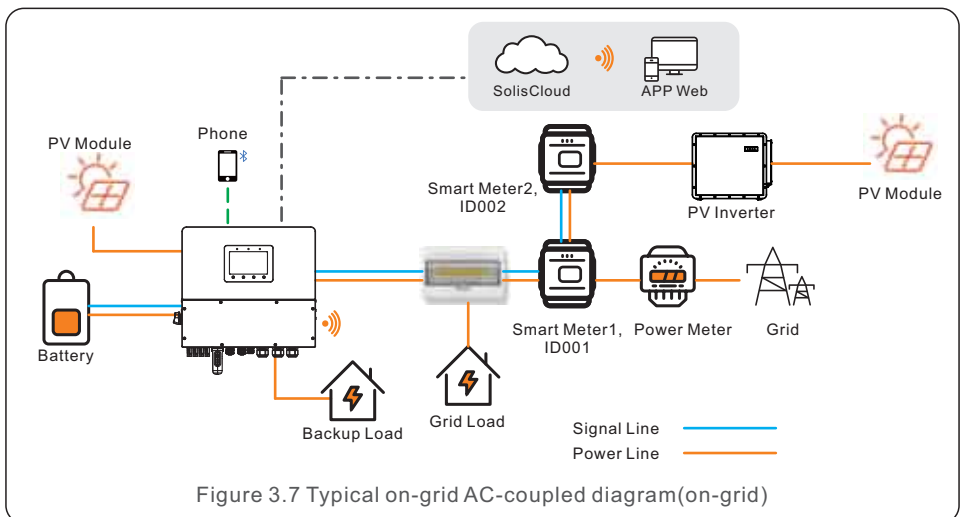 SolisCloud
APP Web
Phone
PV Module
Smart Meter2,
ID002
PV Inverter
PV Module
Battery
Smart Meter1,
ID001
Power Meter
Grid
Backup Load
Grid Load
Signal Line
Power Line
Figure 3.7 Typical on-grid AC-coupled diagram(on-grid)